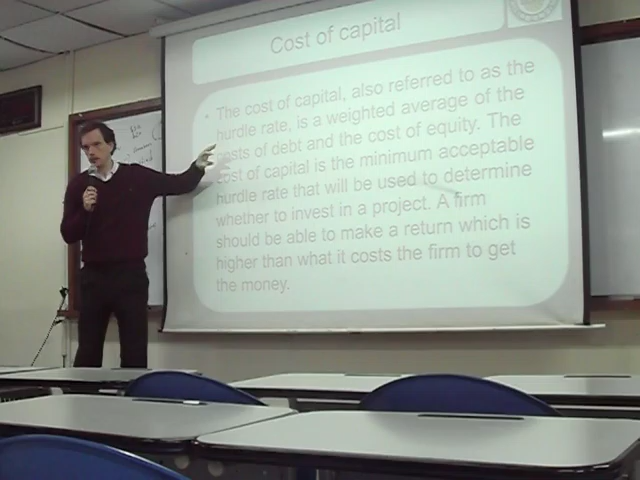 Cost of capital
• The cost of capital, also referred to as the
hurdle rate, is a weighted average of the
costs of debt and the cost of equity. The
cost of capital is the minimum acceptable
hurdle rate that will be used to determine
whether to invest in a project. A firm
should be able to make a return which is
higher than what it costs the firm to get
the money.